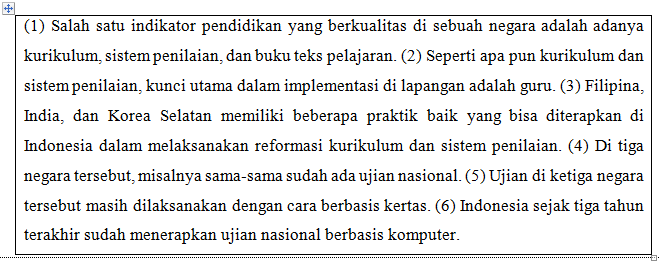 (1) Salah satu indikator pendidikan yang berkualitas di sebuah negara adalah adanya
kurikulum, sistem penilaian, dan buku teks pelajaran. (2) Seperti apa pun kurikulum dan
sistem penilaian, kunci utama dalam implementasi di lapangan adalah guru. (3) Filipina,
India, dan Korea Selatan memiliki beberapa praktik baik yang bisa diterapkan di
Indonesia dalam melaksanakan reformasi kurikulum dan sistem penilaian. (4) Di tiga
negara tersebut, misalnya sama-sama sudah ada ujian nasional. (5) Ujian di ketiga negara
tersebut masih dilaksanakan dengan cara berbasis kertas. (6) Indonesia sejak tiga tahun
terakhir sudah menerapkan ujian nasional berbasis komputer.